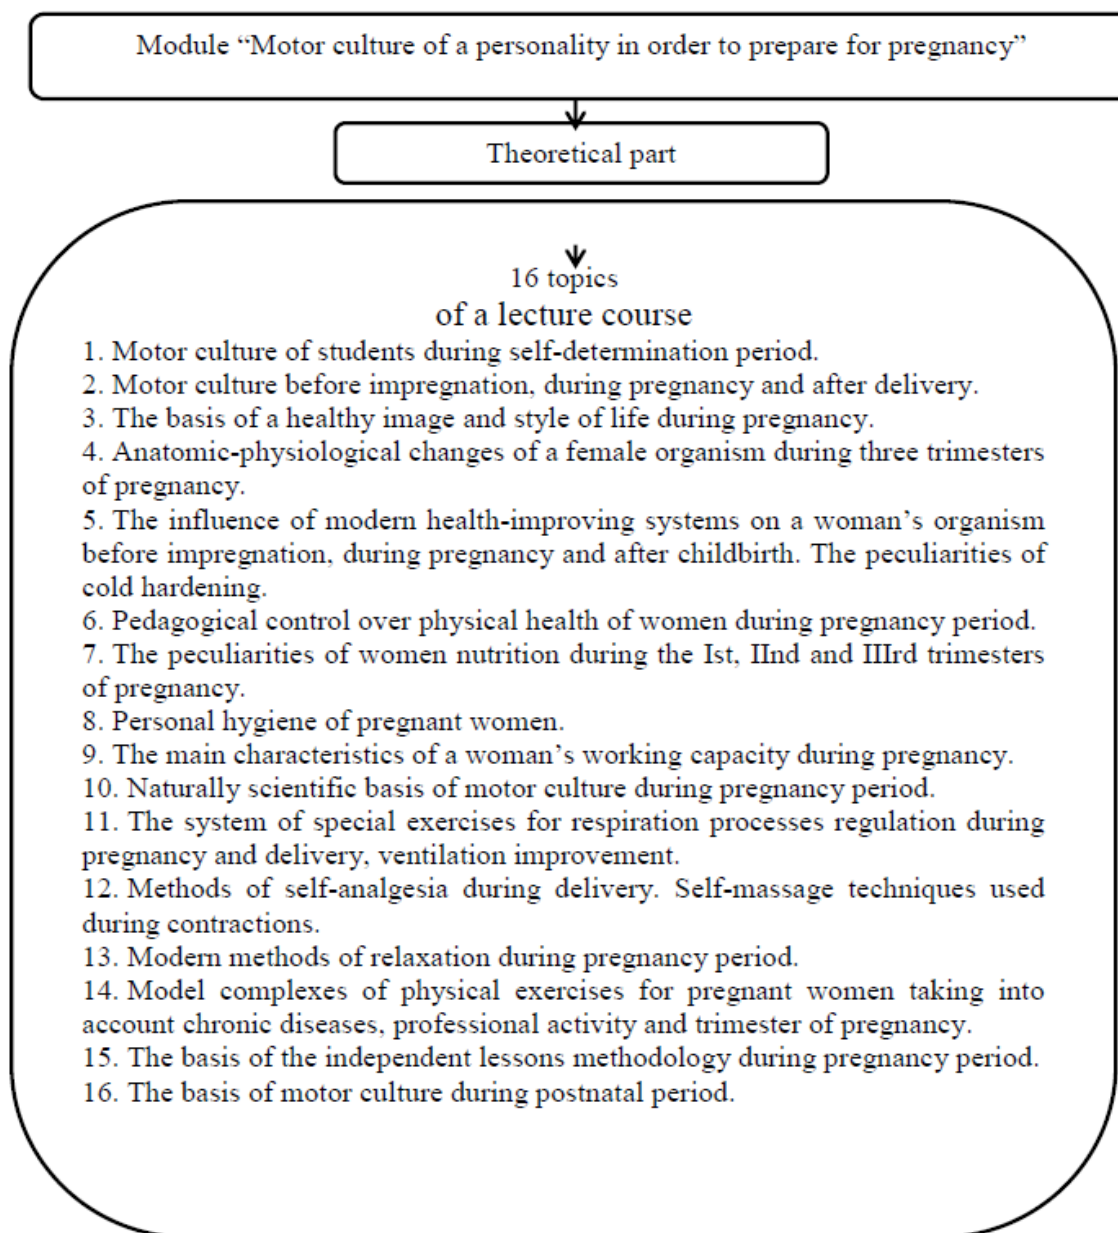 Module “Motor culture of a personality in order to prepare for pregnancy”
Theoretical part
16 topics
of a lecture course
1. Motor culture of students during self-determination period.
2. Motor culture before impregnation, during pregnancy and after delivery.
3. The basis of a healthy image and style of life during pregnancy.
4. Anatomic-physiological changes of a female organism during three trimesters
of pregnancy.
5. The influence of modern health-improving systems on a woman’s organism
before impregnation, during pregnancy and after childbirth. The peculiarities of
cold hardening.
6. Pedagogical control over physical health of women during pregnancy period.
7. The peculiarities of women nutrition during the Ist, IInd and IIIrd trimesters
of pregnancy.
8. Personal hygiene of pregnant women.
9. The main characteristics of a woman’s working capacity during pregnancy.
10. Naturally scientific basis of motor culture during pregnancy period.
11. The system of special exercises for respiration processes regulation during
pregnancy and delivery, ventilation improvement.
12. Methods of self-analgesia during delivery. Self-massage techniques used
during contractions.
13. Modern methods of relaxation during pregnancy period.
14. Model complexes of physical exercises for pregnant women taking into
account chronic diseases, professional activity and trimester of pregnancy.
15. The basis of the independent lessons methodology during pregnancy period.
16. The basis of motor culture during postnatal period.